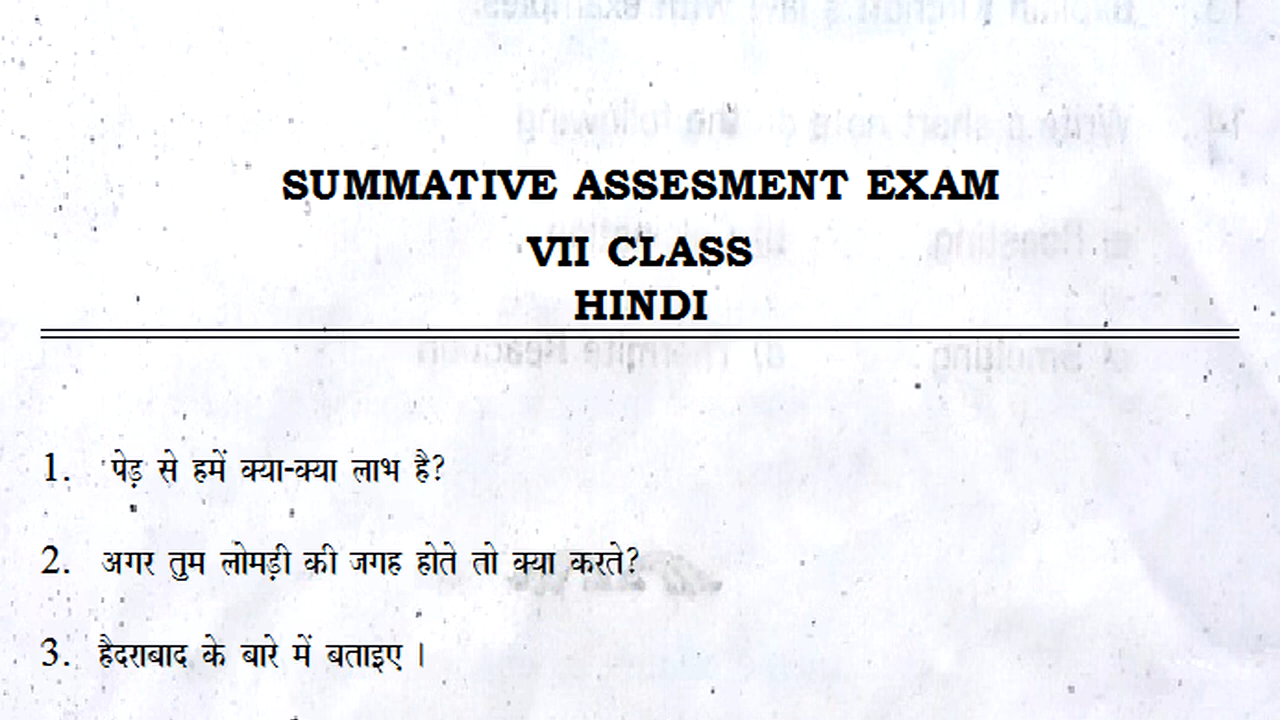 SUMMATIVE ASSESMENT EXAM
VII CLASS
HINDI
1. पेड़ से हमें क्या-क्या लाभ है?
2. अगर तुम लोमड़ी की जगह होते तो क्या करते?
3. हैदराबाद के बारे में बताइए ।